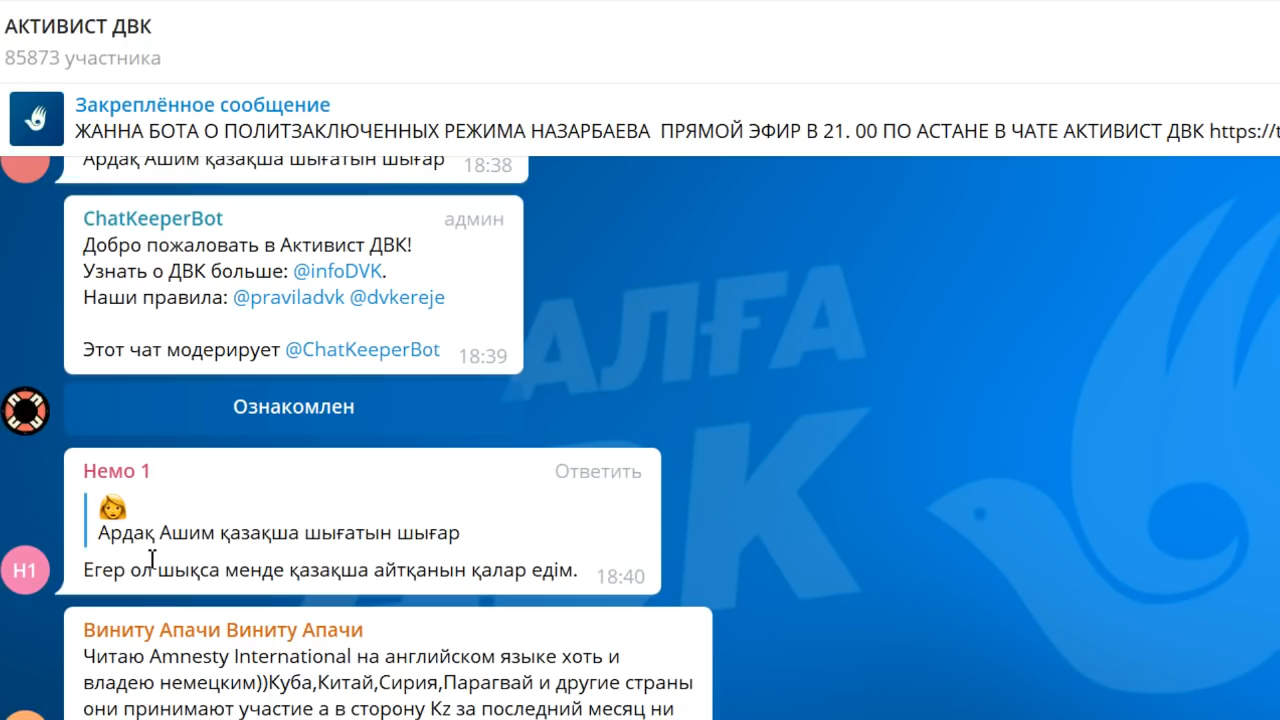 АКТИВИСТ ДВК
85873 участника
Закреплённое сообщение
ЖАННА БОТА О ПОЛИТЗАКЛЮЧЕННЫХ РЕЖИМА НАЗАРБАЕВА ПРЯМОЙ ЭФИР В 21. 00 ПО АСТАНЕ В ЧАТЕ АКТИВИСТ ДВК https://t
Ардақ Ашим қазақша шығатын шығар 18:38
ChatKeeperBot админ
Добро пожаловать в Активист ДВК!
Узнать о ДВК больше: @infoDVK.
Наши правила: @praviladvk @dvkereje
Этот чат модерирует @ChatKeeperBot 18:39
АЛҒА
ДВК
Ознакомлен
Немо 1 Ответить
Ардақ Ашим қазақша шығатын шығар
H1
Егер ол шықса менде қазақша айтқанын қалар едім. 18:40
Виниту Апачи Виниту Апачи
Читаю Amnesty International на английском языке хоть и
владею немецким))Куба,Китай,Сирия,Парагвай и другие страны
они принимают участие а в сторону Kz за последний месяц ни